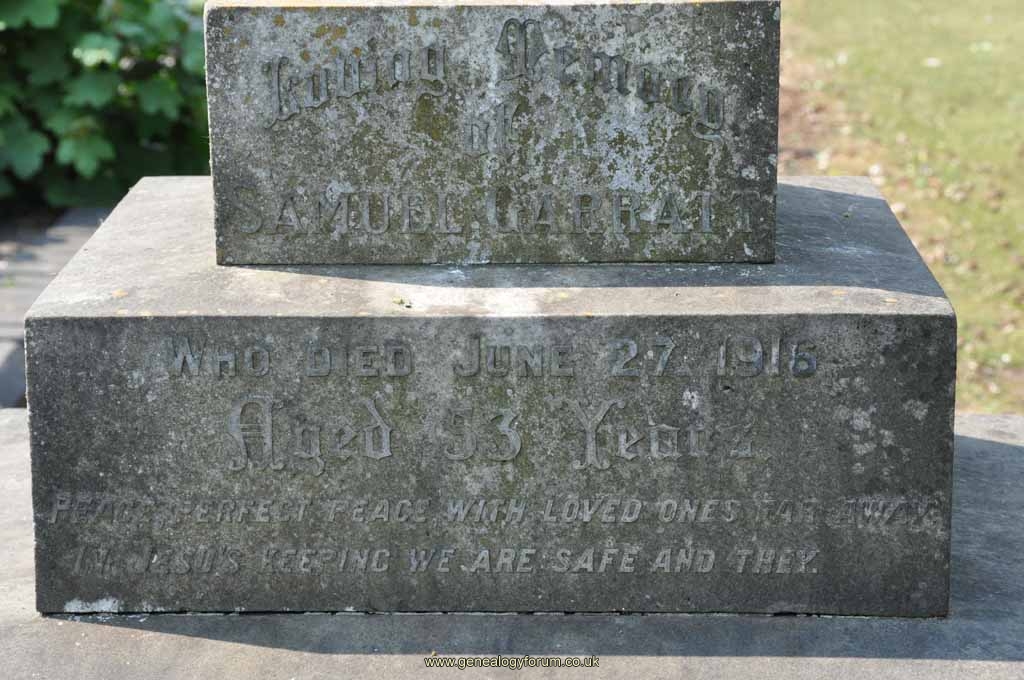 Loving Memory
of
SAMUEL GARRATT
WHO DIED JUNE 27. 1916
Aged 53 Years
PEACE, PERFECT PEACE, WITH LOVED ONES FAR AWAY,
IN JESU'S KEEPING WE ARE SAFE AND THEY.
www.genealogyforum.co.uk